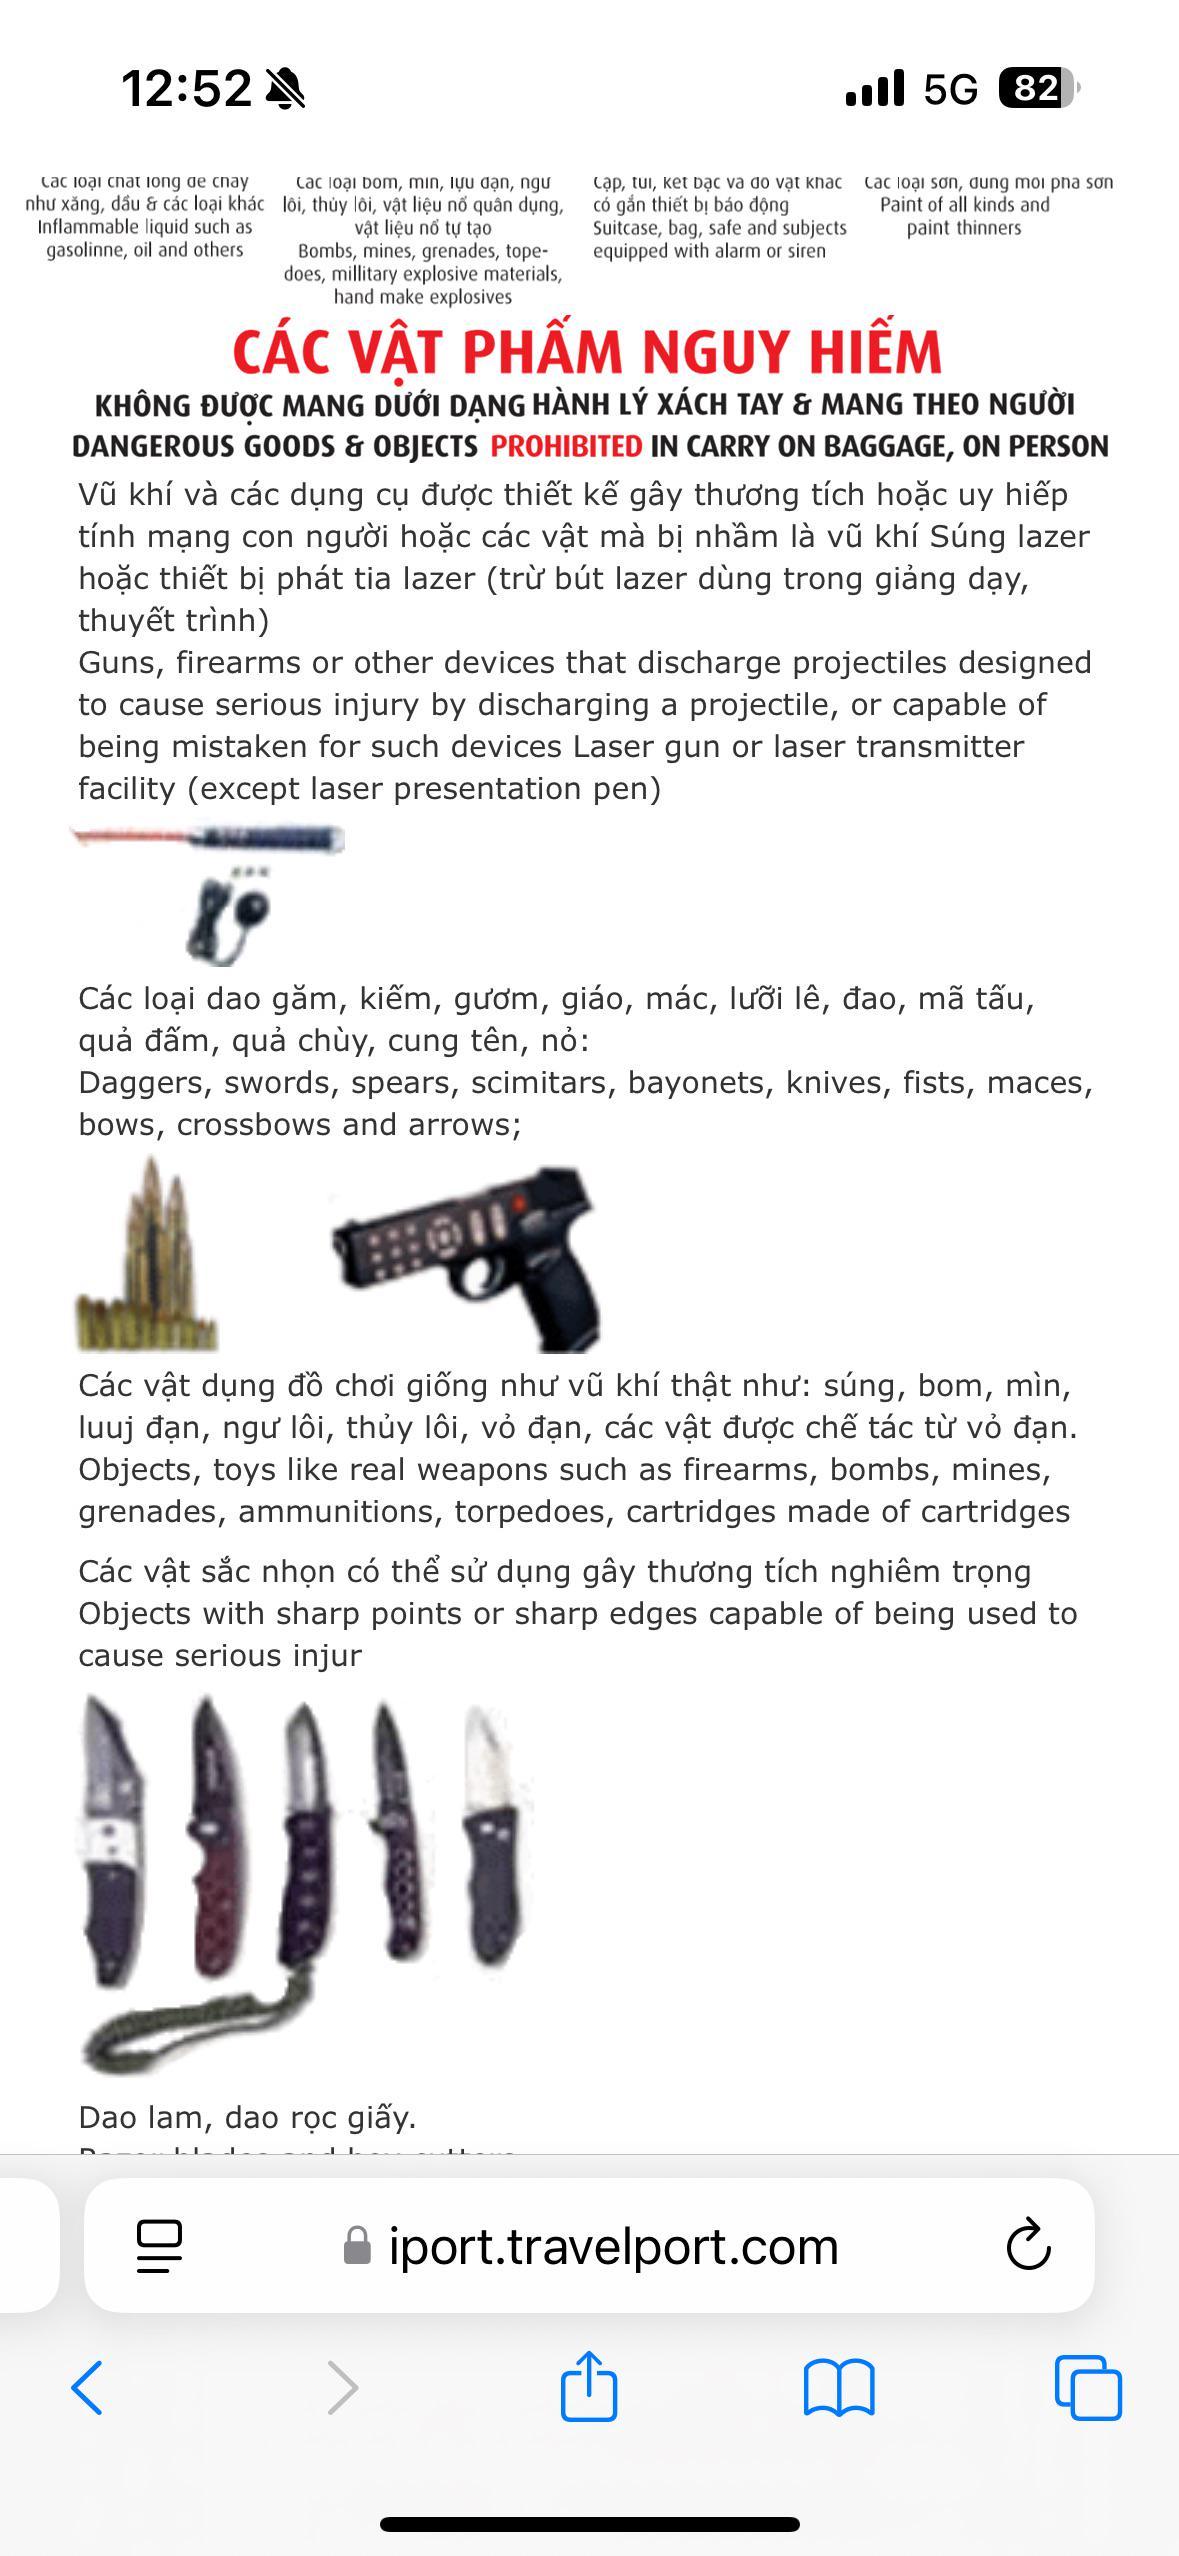 12:52
5G
82
Các loại chất lỏng dễ cháy
như xăng, dầu & các loại khác
Inflammable liquid such as
gasolinne, oil and others
Các loại bom, mìn, lựu đạn, ngư
lôi, thủy lôi, vật liệu nổ quân dụng,
vật liệu nổ tự tạo
Bombs, mines, grenades, tope-
does, millitary explosive materials,
hand make explosives
Cặp, túi, két bạc và đồ vật khác
có gắn thiết bị báo động
Suitcase, bag, safe and subjects
equipped with alarm or siren
Các loại sơn, dung môi pha sơn
Paint of all kinds and
paint thinners
CÁC VẬT PHẨM NGUY HIỂM
KHÔNG ĐƯỢC MANG DƯỚI DẠNG HÀNH LÝ XÁCH TAY & MANG THEO NGƯỜI
DANGEROUS GOODS & OBJECTS PROHIBITED IN CARRY ON BAGGAGE, ON PERSON
Vũ khí và các dụng cụ được thiết kế gây thương tích hoặc uy hiếp
tính mạng con người hoặc các vật mà bị nhầm là vũ khí Súng lazer
hoặc thiết bị phát tia lazer (trừ bút lazer dùng trong giảng dạy,
thuyết trình)
Guns, firearms or other devices that discharge projectiles designed
to cause serious injury by discharging a projectile, or capable of
being mistaken for such devices Laser gun or laser transmitter
facility (except laser presentation pen)
Các loại dao găm, kiếm, gươm, giáo, mác, lưỡi lê, đao, mã tấu,
quả đấm, quả chùy, cung tên, nỏ:
Daggers, swords, spears, scimitars, bayonets, knives, fists, maces,
bows, crossbows and arrows;
Các vật dụng đồ chơi giống như vũ khí thật như: súng, bom, mìn,
luuj đạn, ngư lôi, thủy lôi, vỏ đạn, các vật được chế tác từ vỏ đạn.
Objects, toys like real weapons such as firearms, bombs, mines,
grenades, ammunitions, torpedoes, cartridges made of cartridges
Các vật sắc nhọn có thể sử dụng gây thương tích nghiêm trọng
Objects with sharp points or sharp edges capable of being used to
cause serious injur
Dao lam, dao rọc giấy.
Razor blades and box cutters
iport.travelport.com